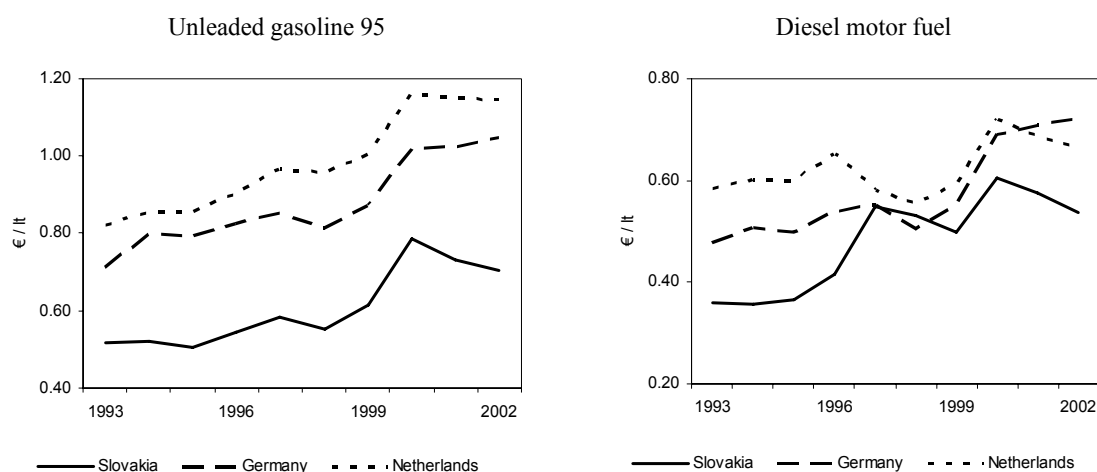 Unleaded gasoline 95
1.20
1.00
0.80
0.60
0.40
€ / lt
1993 1996 1999 2002
Slovakia Germany Netherlands
Diesel motor fuel
0.80
0.60
0.40
0.20
€ / lt
1993 1996 1999 2002
Slovakia Germany Netherlands